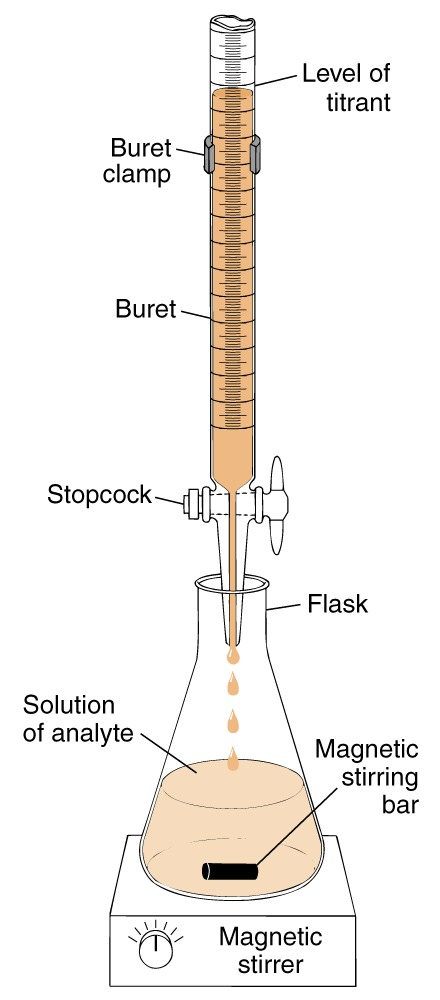 Level of
titrant
Buret
clamp
Buret
Stopcock
Flask
Solution
of analyte
Magnetic
stirring
bar
Magnetic
stirrer